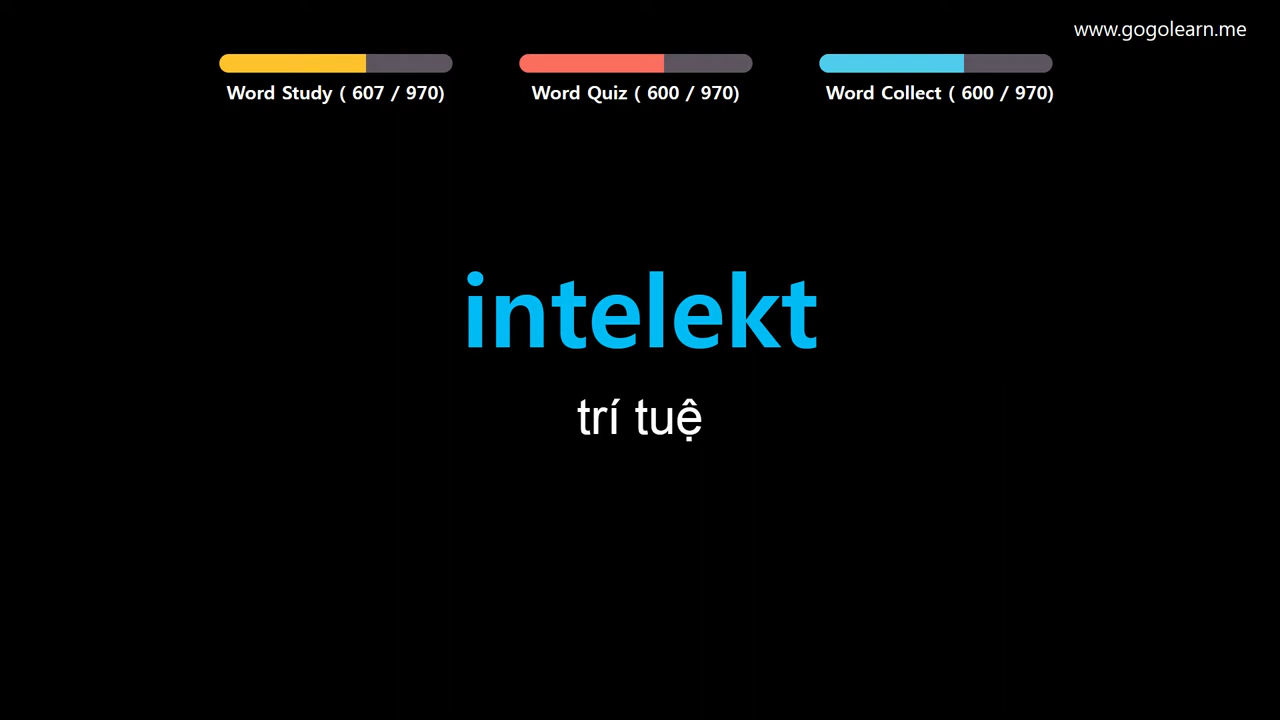 www.gogolearn.me
Word Study ( 607 / 970)
Word Quiz ( 600 / 970)
Word Collect ( 600 / 970)
intelekt
trí tuệ